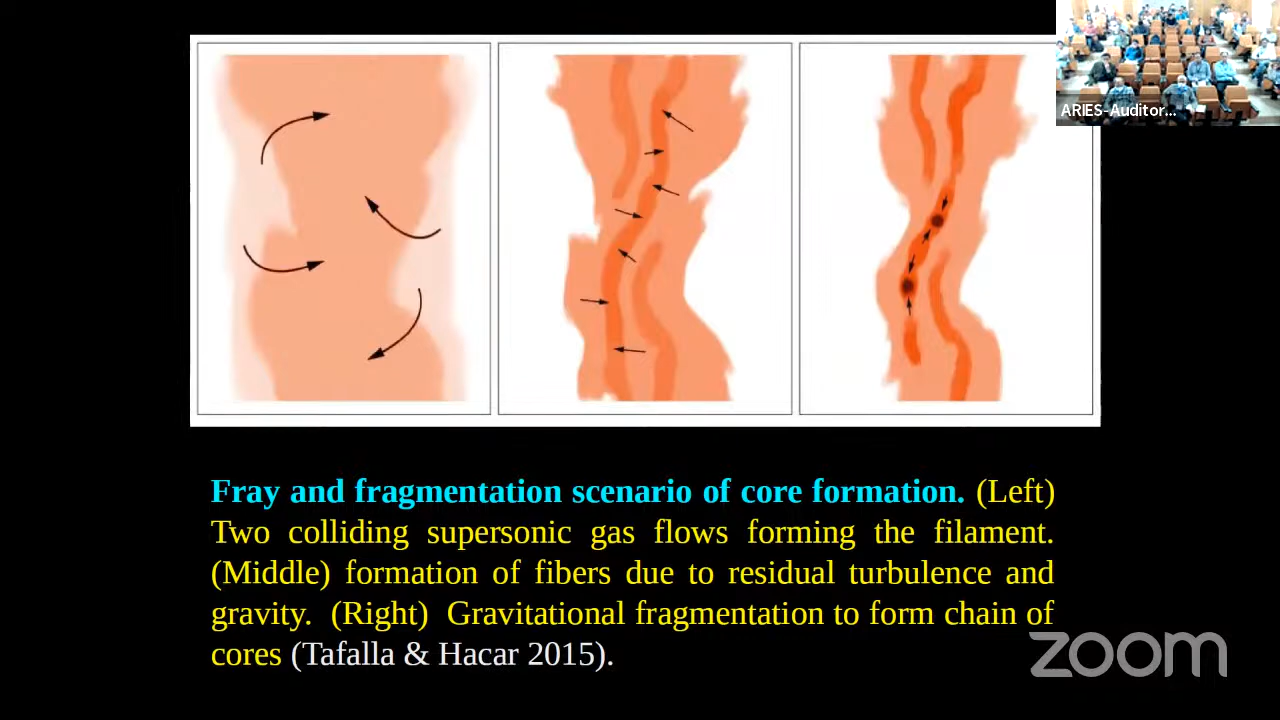 ARIES-Auditor...
Fray and fragmentation scenario of core formation. (Left)
Two colliding supersonic gas flows forming the filament.
(Middle) formation of fibers due to residual turbulence and
gravity. (Right) Gravitational fragmentation to form chain of
cores (Tafalla & Hacar 2015).
zoom